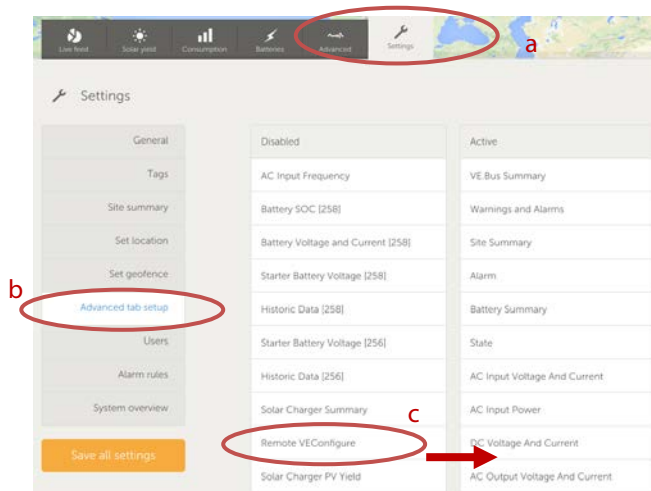 Live feed Solar yield Consumption Batteries Advanced Settings
a
Settings
General
Tags
Site summary
Set location
Set geofence
b
Advanced tab setup
Users
Alarm rules
System overview
Save all settings
Disabled
AC Input Frequency
Battery SOC [258]
Battery Voltage and Current [258]
Starter Battery Voltage [258]
Historic Data [258]
Starter Battery Voltage [256]
Historic Data [256]
Solar Charger Summary
c
Remote VEConfigure
Solar Charger PV Yield
Active
VE.Bus Summary
Warnings and Alarms
Site Summary
Alarm
Battery Summary
State
AC Input Voltage And Current
AC Input Power
DC Voltage And Current
AC Output Voltage And Current